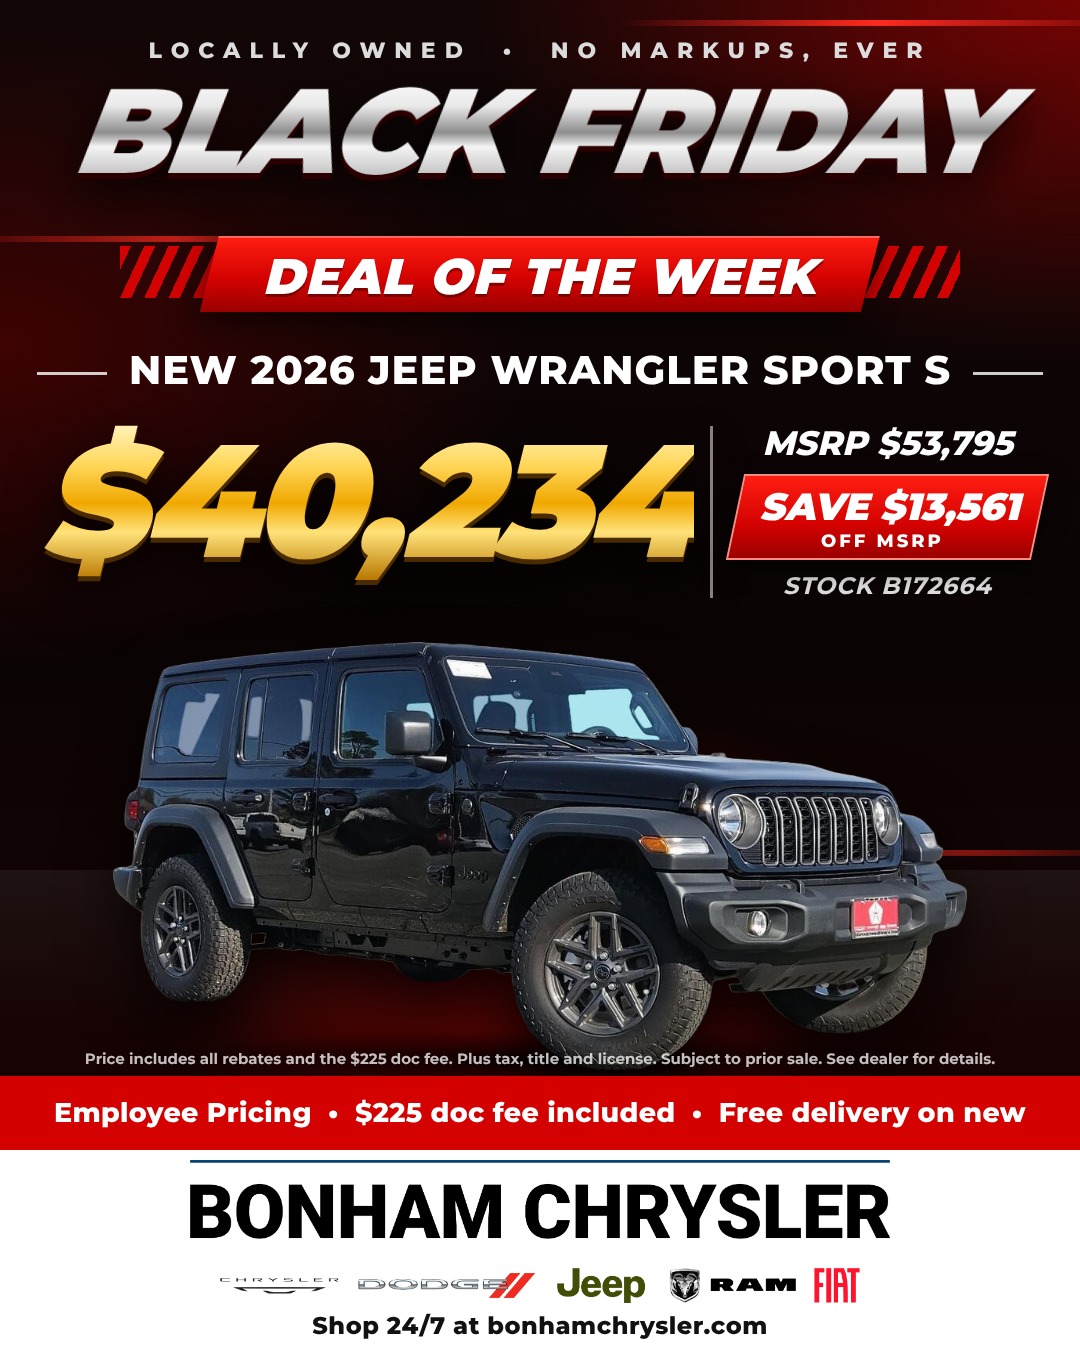 LOCALLY OWNED • NO MARKUPS, EVER
BLACK FRIDAY
DEAL OF THE WEEK
NEW 2026 JEEP WRANGLER SPORT S
$40,234
MSRP $53,795
SAVE $13,561
OFF MSRP
STOCK B172664
Jeep
Price includes all rebates and the $225 doc fee. Plus tax, title and license. Subject to prior sale. See dealer for details.
Employee Pricing • $225 doc fee included • Free delivery on new
BONHAM CHRYSLER
CHRYSLER DODGE Jeep RAM FIAT
Shop 24/7 at bonhamchrysler.com